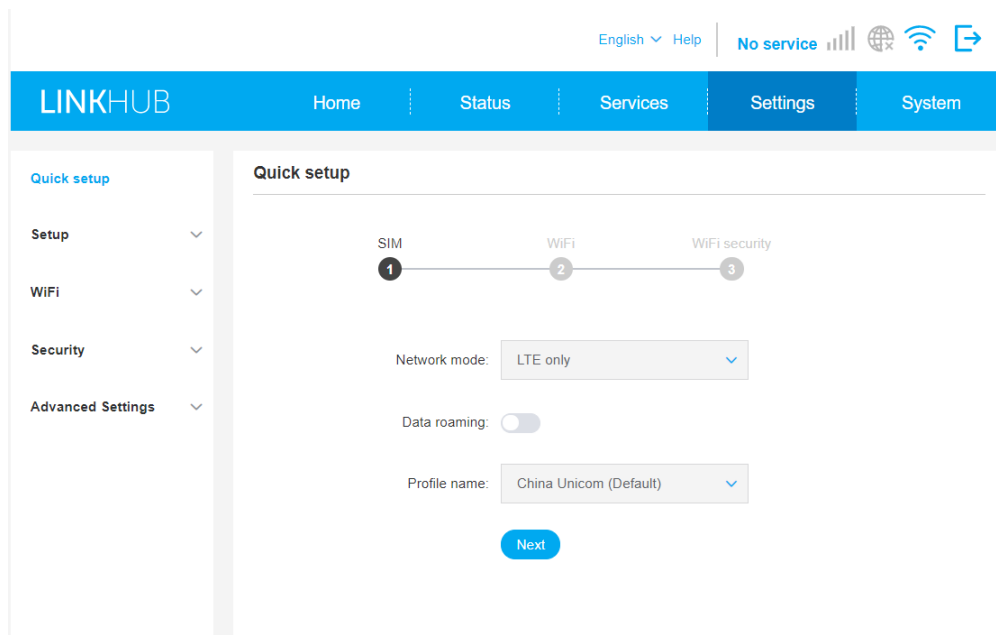 English Help No service
LINKHUB Home Status Services Settings System
Quick setup
Quick setup
Setup
WiFi
Security
Advanced Settings
SIM WiFi WiFi security
1 2 3
Network mode: LTE only
Data roaming:
Profile name: China Unicom (Default)
Next